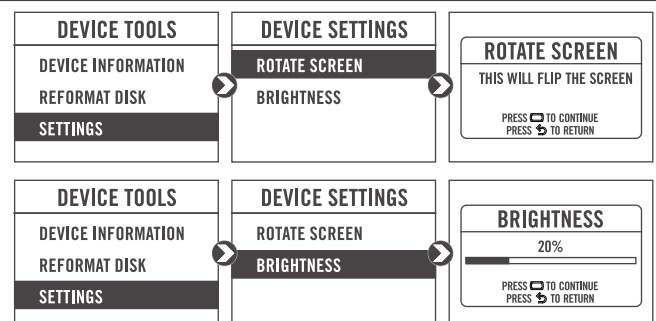 DEVICE TOOLS
DEVICE INFORMATION
REFORMAT DISK
SETTINGS
DEVICE SETTINGS
ROTATE SCREEN
BRIGHTNESS
ROTATE SCREEN
THIS WILL FLIP THE SCREEN
PRESS TO CONTINUE
PRESS TO RETURN
DEVICE TOOLS
DEVICE INFORMATION
REFORMAT DISK
SETTINGS
DEVICE SETTINGS
ROTATE SCREEN
BRIGHTNESS
BRIGHTNESS
20%
PRESS TO CONTINUE
PRESS TO RETURN